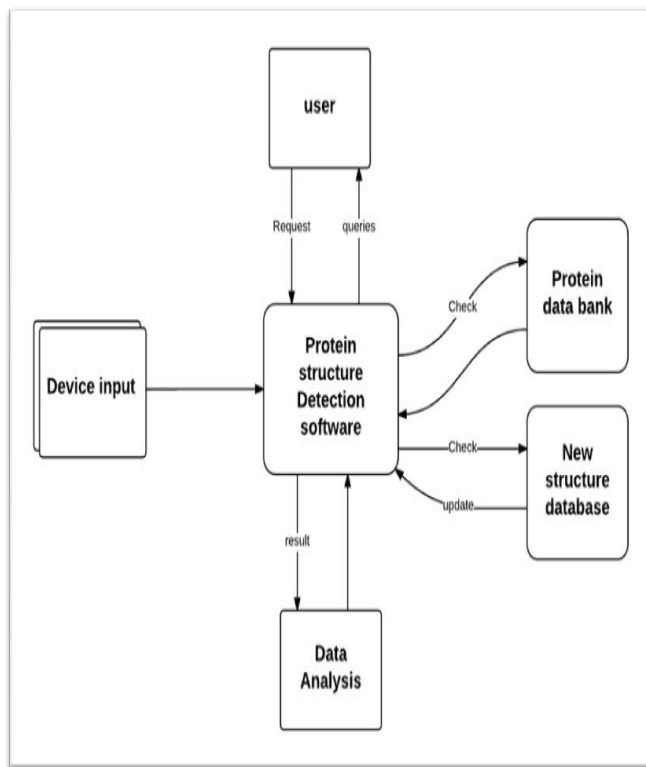 user
Request
queries
Protein
data bank
Check
Protein
structure
Detection
software
Device input
Check
New
structure
database
update
result
Data
Analysis